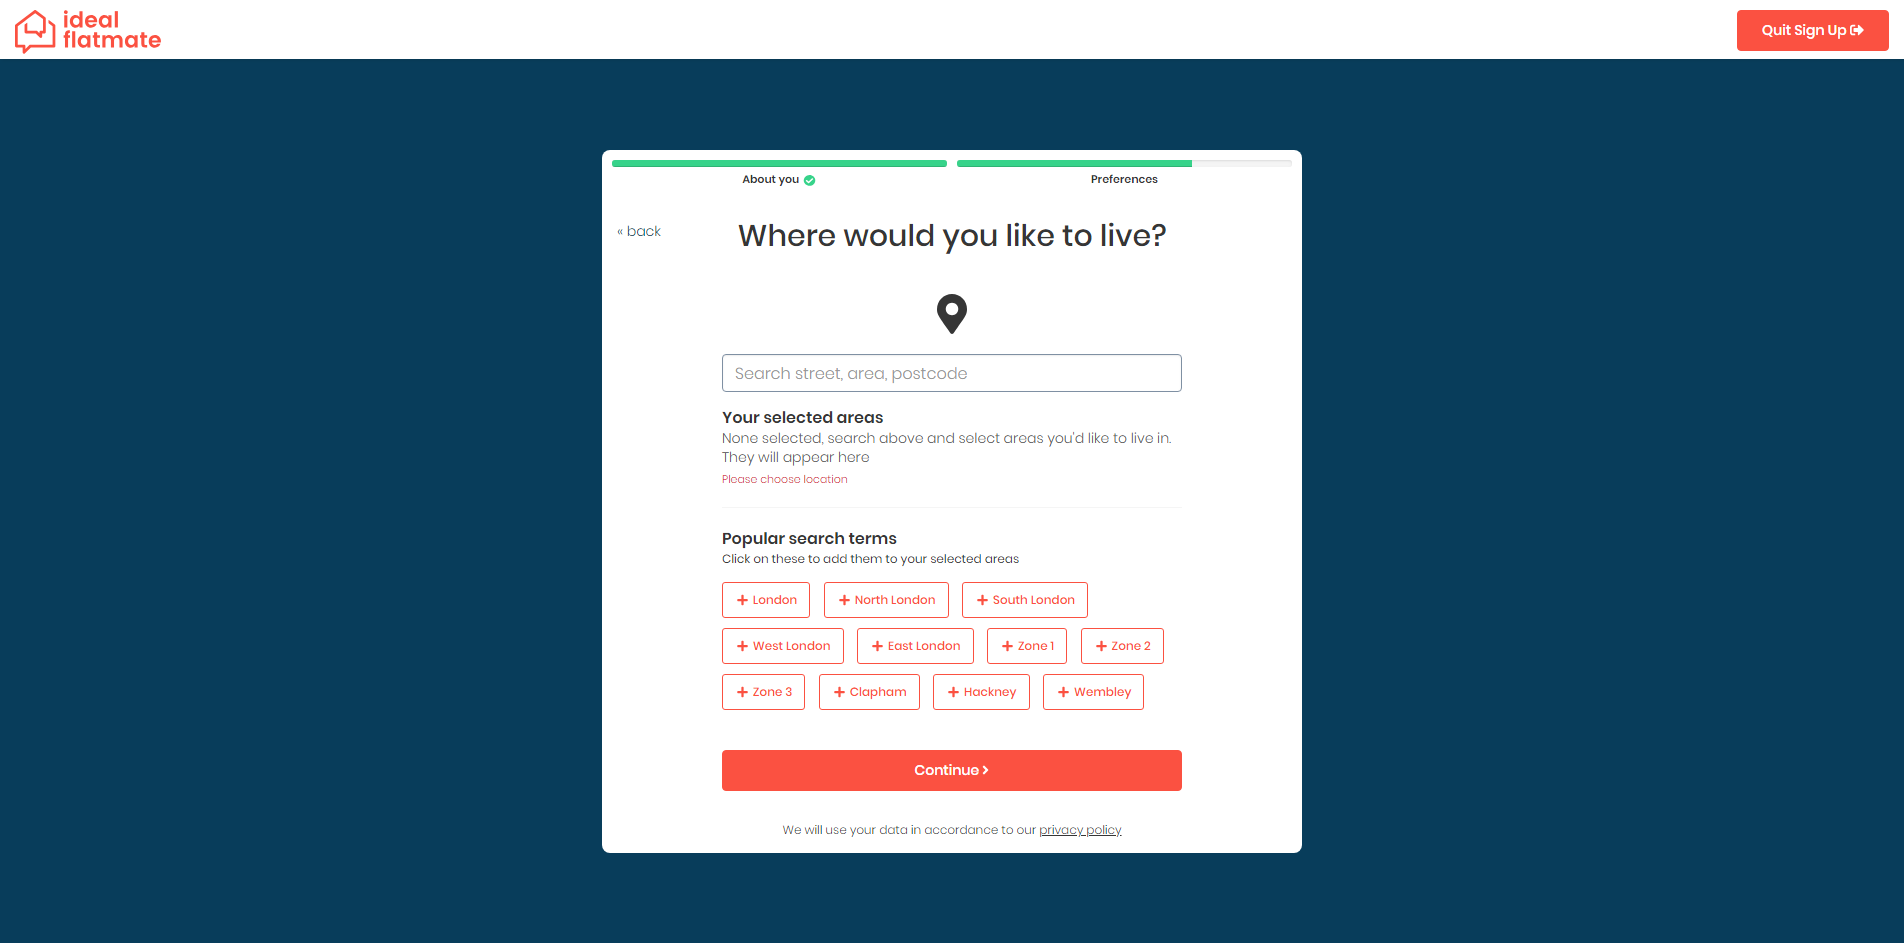 ideal
flatmate
Quit Sign Up
About you
Preferences
« back
Where would you like to live?
Search street, area, postcode
Your selected areas
None selected, search above and select areas you'd like to live in.
They will appear here
Please choose location
Popular search terms
Click on these to add them to your selected areas
+ London + North London + South London
+ West London + East London + Zone 1 + Zone 2
+ Zone 3 + Clapham + Hackney + Wembley
Continue ›
We will use your data in accordance to our privacy policy